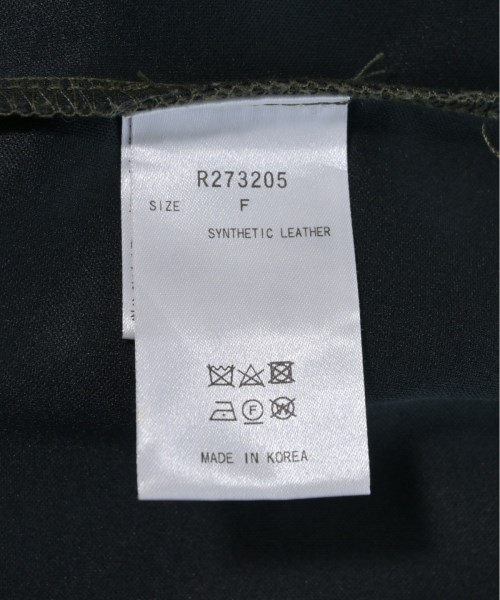 R273205
SIZE F
SYNTHETIC LEATHER
F
W
MADE IN KOREA